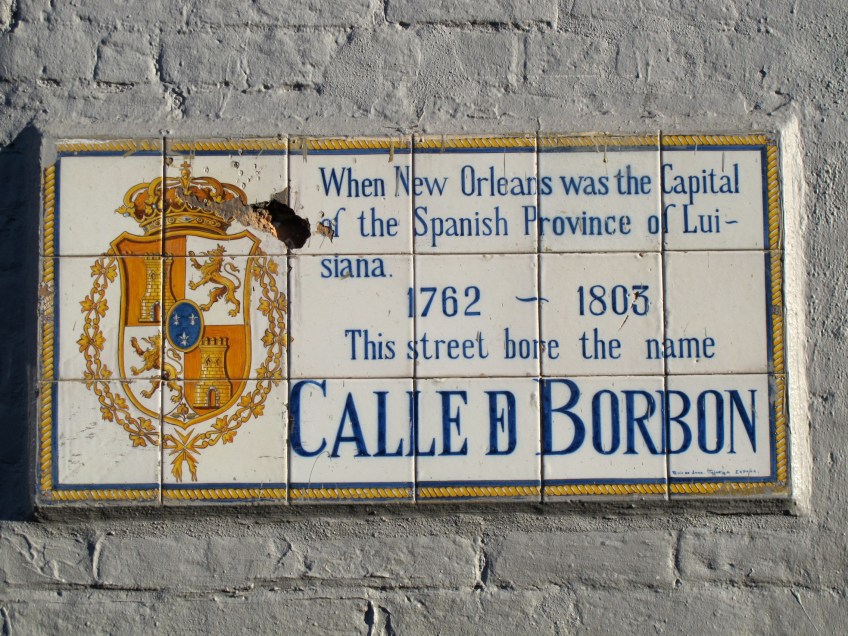 When New Orleans was the Capital
of the Spanish Province of Lui-
siana.
1762 ~ 1803
This street bore the name
CALLE D BORBON